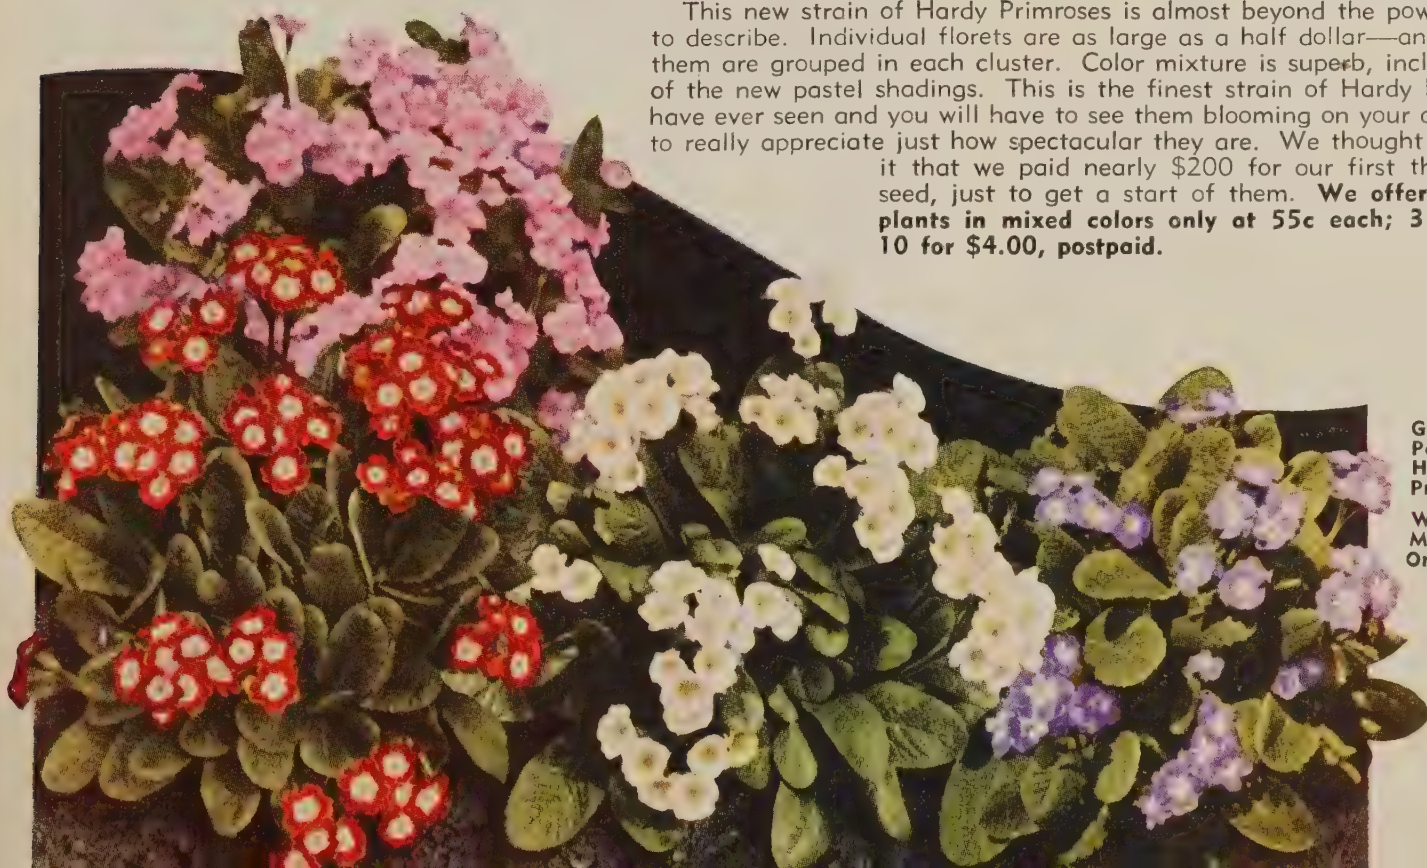 This new strain of Hardy Primroses is almost beyond the pow
to describe. Individual florets are as large as a half dollar—an
them are grouped in each cluster. Color mixture is superb, incl
of the new pastel shadings. This is the finest strain of Hardy
have ever seen and you will have to see them blooming on your
to really appreciate just how spectacular they are. We thought
it that we paid nearly $200 for our first th
seed, just to get a start of them. We offer
plants in mixed colors only at 55c each; 3
10 for $4.00, postpaid.
G
P
H
Pr
W
M
Or